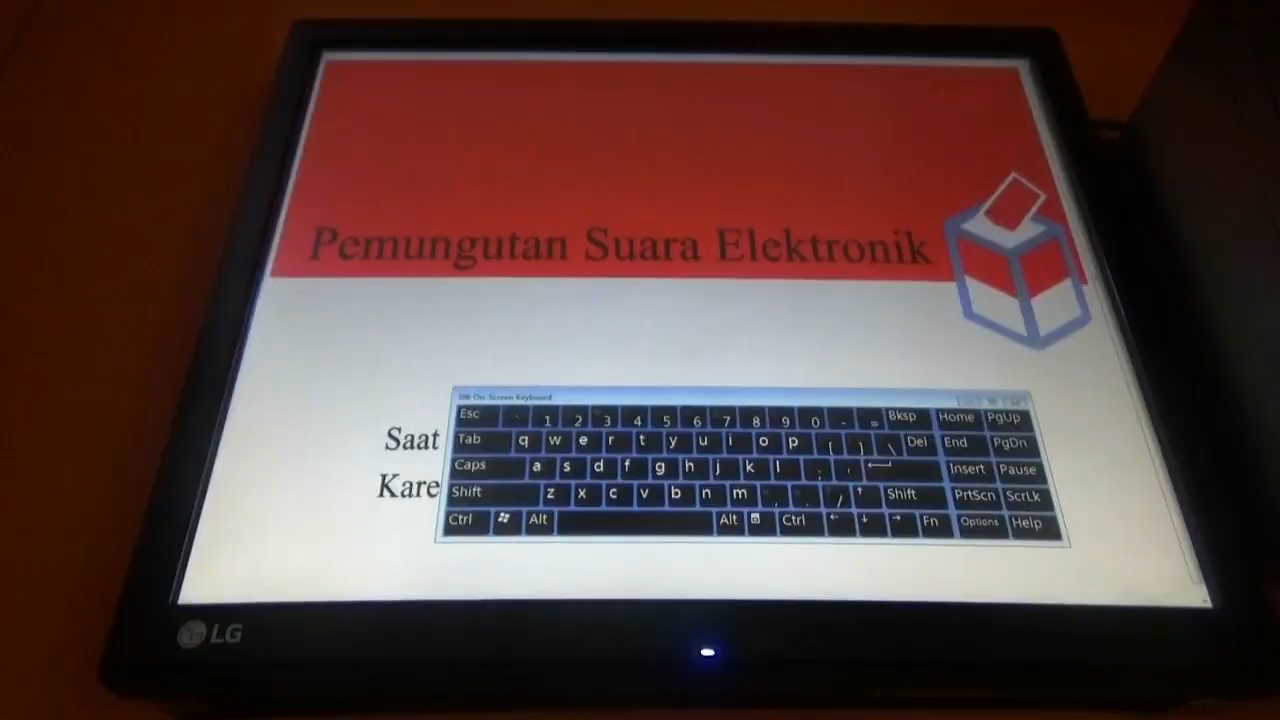 Pemungutan Suara Elektronik
On-Screen Keyboard
Esc 1 2 3 4 5 6 7 8 9 0 - = Bksp Home PgUp
Saat
Tab q w e r t y u i o p [ ] \ Del End PgDn
Caps a s d f g h j k l ; ' Insert Pause
Kare
Shift z x c v b n m , . / Shift PrtScn ScrLk
Ctrl Alt Alt Ctrl Fn Options Help
LG